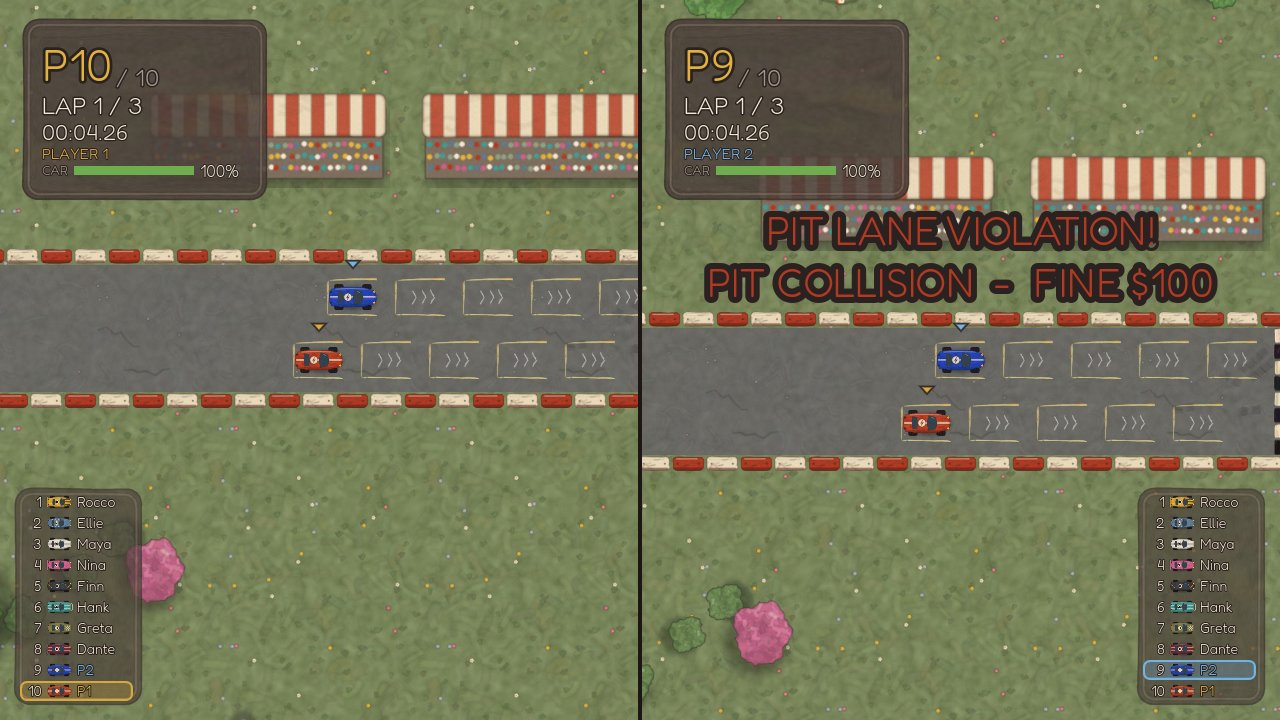 P10 / 10
LAP 1 / 3
00:04.26
PLAYER 1
CAR 100%
1 Rocco
2 Ellie
3 Maya
4 Nina
5 Finn
6 Hank
7 Greta
8 Dante
9 P2
10 P1
P9 / 10
LAP 1 / 3
00:04.26
PLAYER 2
CAR 100%
PIT LANE VIOLATION!
PIT COLLISION - FINE $100
1 Rocco
2 Ellie
3 Maya
4 Nina
5 Finn
6 Hank
7 Greta
8 Dante
9 P2
10 P1